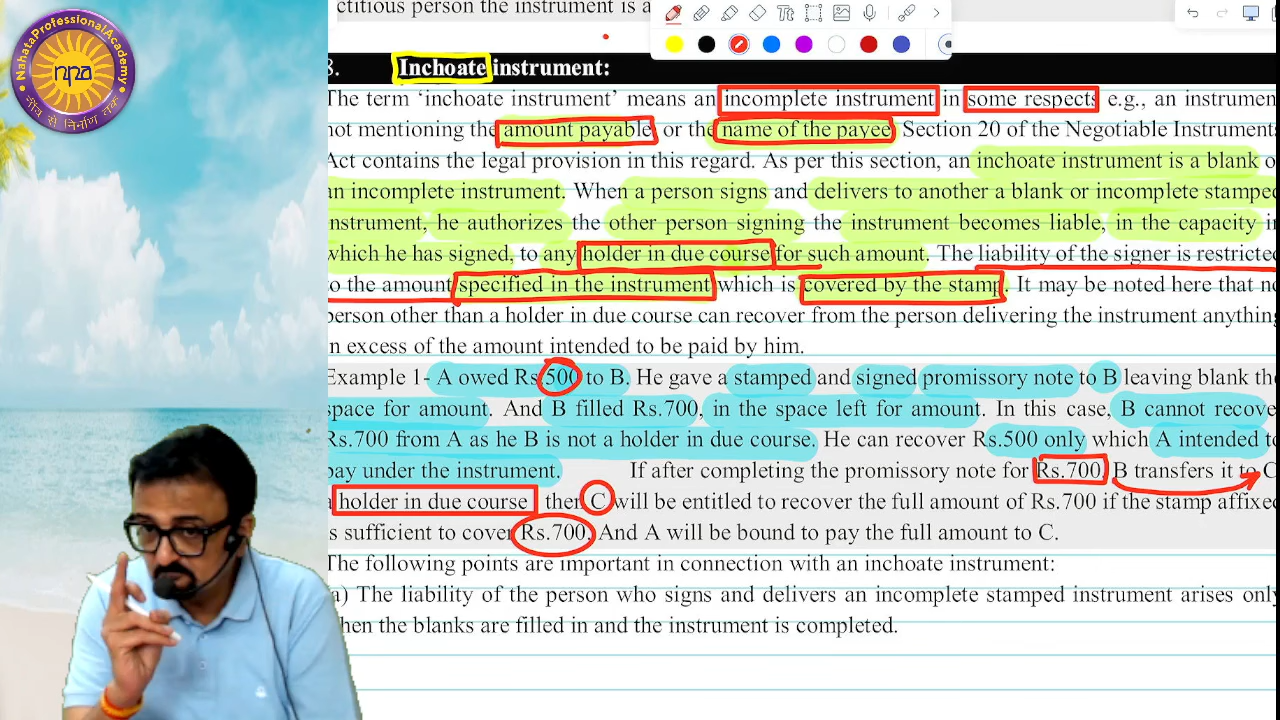 NahataProfessionalAcademy
npa
नींव से निर्माण तक
ctitious person the instrument is a
Tt
8. Inchoate instrument:
The term ‘inchoate instrument’ means an incomplete instrument in some respects e.g., an instrumen
not mentioning the amount payable, or the name of the payee. Section 20 of the Negotiable Instrument
Act contains the legal provision in this regard. As per this section, an inchoate instrument is a blank o
an incomplete instrument. When a person signs and delivers to another a blank or incomplete stamped
instrument, he authorizes the other person signing the instrument becomes liable, in the capacity i
which he has signed, to any holder in due course for such amount. The liability of the signer is restricted
to the amount specified in the instrument which is covered by the stamp. It may be noted here that no
person other than a holder in due course can recover from the person delivering the instrument anything
in excess of the amount intended to be paid by him.
Example 1- A owed Rs.500 to B. He gave a stamped and signed promissory note to B leaving blank the
space for amount. And B filled Rs.700, in the space left for amount. In this case, B cannot recove
Rs.700 from A as he B is not a holder in due course. He can recover Rs.500 only which A intended to
pay under the instrument. If after completing the promissory note for Rs.700, B transfers it to C
a holder in due course, then C will be entitled to recover the full amount of Rs.700 if the stamp affixed
is sufficient to cover Rs.700. And A will be bound to pay the full amount to C.
The following points are important in connection with an inchoate instrument:
a) The liability of the person who signs and delivers an incomplete stamped instrument arises only
when the blanks are filled in and the instrument is completed.